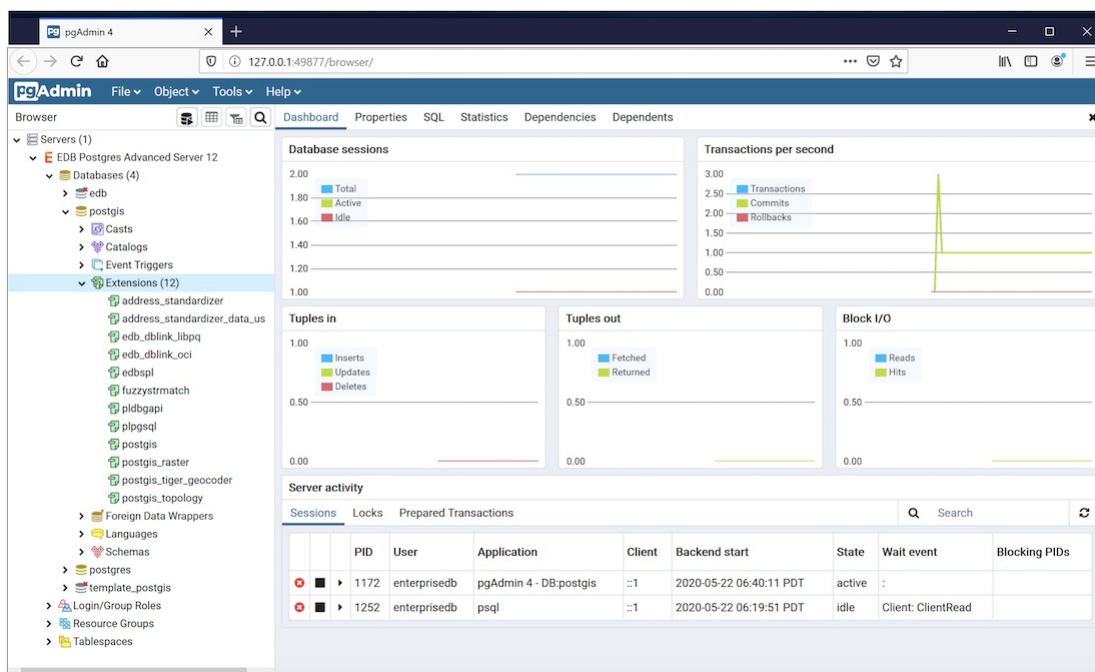 pgAdmin 4
127.0.0.1:49877/browser/
pgAdmin File Object Tools Help
Browser
Servers (1)
EDB Postgres Advanced Server 12
Databases (4)
edb
postgis
Casts
Catalogs
Event Triggers
Extensions (12)
address_standardizer
address_standardizer_data_us
edb_dblink_libpq
edb_dblink_oci
edbspl
fuzzystrmatch
pldbgapi
plpgsql
postgis
postgis_raster
postgis_tiger_geocoder
postgis_topology
Foreign Data Wrappers
Languages
Schemas
postgres
template_postgis
Login/Group Roles
Resource Groups
Tablespaces
Dashboard Properties SQL Statistics Dependencies Dependents
Database sessions
2.00
1.80
1.60
1.40
1.20
1.00
Total
Active
Idle
Transactions per second
3.00
2.50
2.00
1.50
1.00
0.50
0.00
Transactions
Commits
Rollbacks
Tuples in
1.00
0.50
0.00
Inserts
Updates
Deletes
Tuples out
1.00
0.50
0.00
Fetched
Returned
Block I/O
1.00
0.50
0.00
Reads
Hits
Server activity
Sessions Locks Prepared Transactions Search
PID User Application Client Backend start State Wait event Blocking PIDs
1172 enterprisedb pgAdmin 4 - DB:postgis ::1 2020-05-22 06:40:11 PDT active :
1252 enterprisedb psql ::1 2020-05-22 06:19:51 PDT idle Client: ClientRead